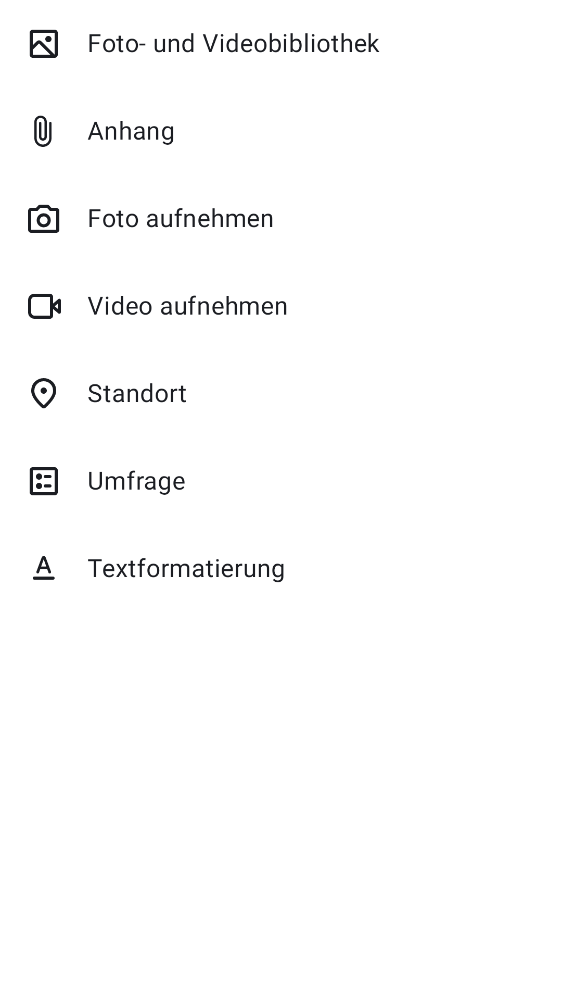 Foto- und Videobibliothek
Anhang
Foto aufnehmen
Video aufnehmen
Standort
Umfrage
Textformatierung